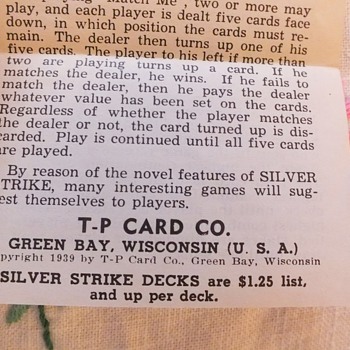 "Match Me", two or more may
play, and each player is dealt five cards face
down, in which position the cards must re-
main. The dealer then turns up one of his
five cards. The player to his left if more than
two are playing turns up a card. If he
matches the dealer, he wins. If he fails to
match the dealer, then he pays the dealer
whatever value has been set on the cards.
Regardless of whether the player matches
the dealer or not, the card turned up is dis-
carded. Play is continued until all five cards
are played.
By reason of the novel features of SILVER
STRIKE, many interesting games will sug-
est themselves to players.
T-P CARD CO.
GREEN BAY, WISCONSIN (U. S. A.)
opyright 1939 by T-P Card Co., Green Bay, Wisconsin
SILVER STRIKE DECKS are $1.25 list,
and up per deck.